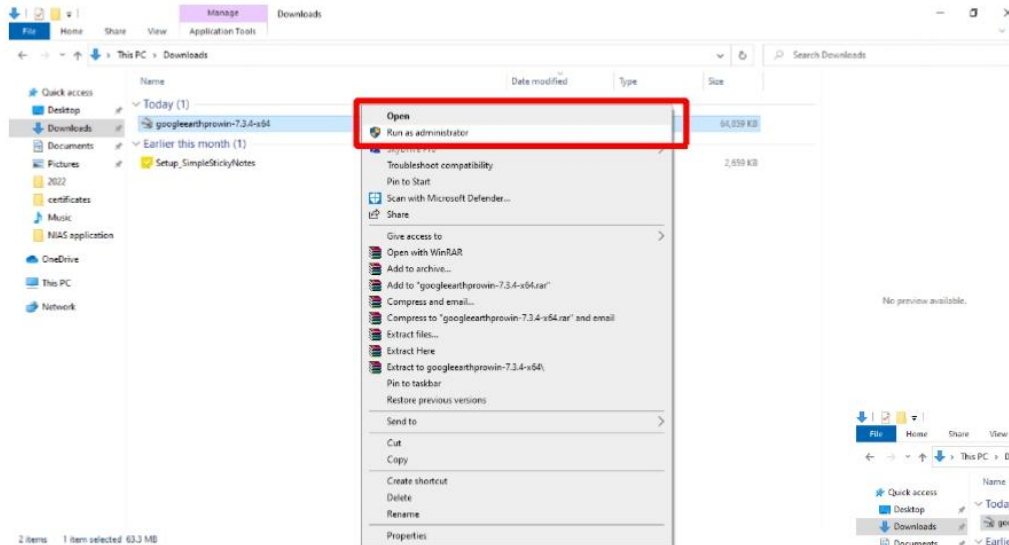 Manage
Downloads
File Home Share View Application Tools
This PC > Downloads
Search Downloads
Name Date modified Type Size
Quick access
Desktop
Downloads
Documents
Pictures
2022
certificates
Music
NIAS application
OneDrive
This PC
Network
Today (1)
googleearthprowin-7.3.4-x64 64,839 KB
Earlier this month (1)
Setup_SimpleStickyNotes 2,659 KB
Open
Run as administrator
SkyDrive Pro
Troubleshoot compatibility
Pin to Start
Scan with Microsoft Defender...
Share
Give access to
Open with WinRAR
Add to archive...
Add to "googleearthprowin-7.3.4-x64.rar"
Compress and email...
Compress to "googleearthprowin-7.3.4-x64.rar" and email
Extract files...
Extract Here
Extract to googleearthprowin-7.3.4-x64\
Pin to taskbar
Restore previous versions
Send to
Cut
Copy
Create shortcut
Delete
Rename
Properties
No preview available.
2 items 1 item selected 63.3 MB
File Home Share View
This PC > D
Name
Quick access
Desktop
Downloads
Documents
Toda
goo
Earlie